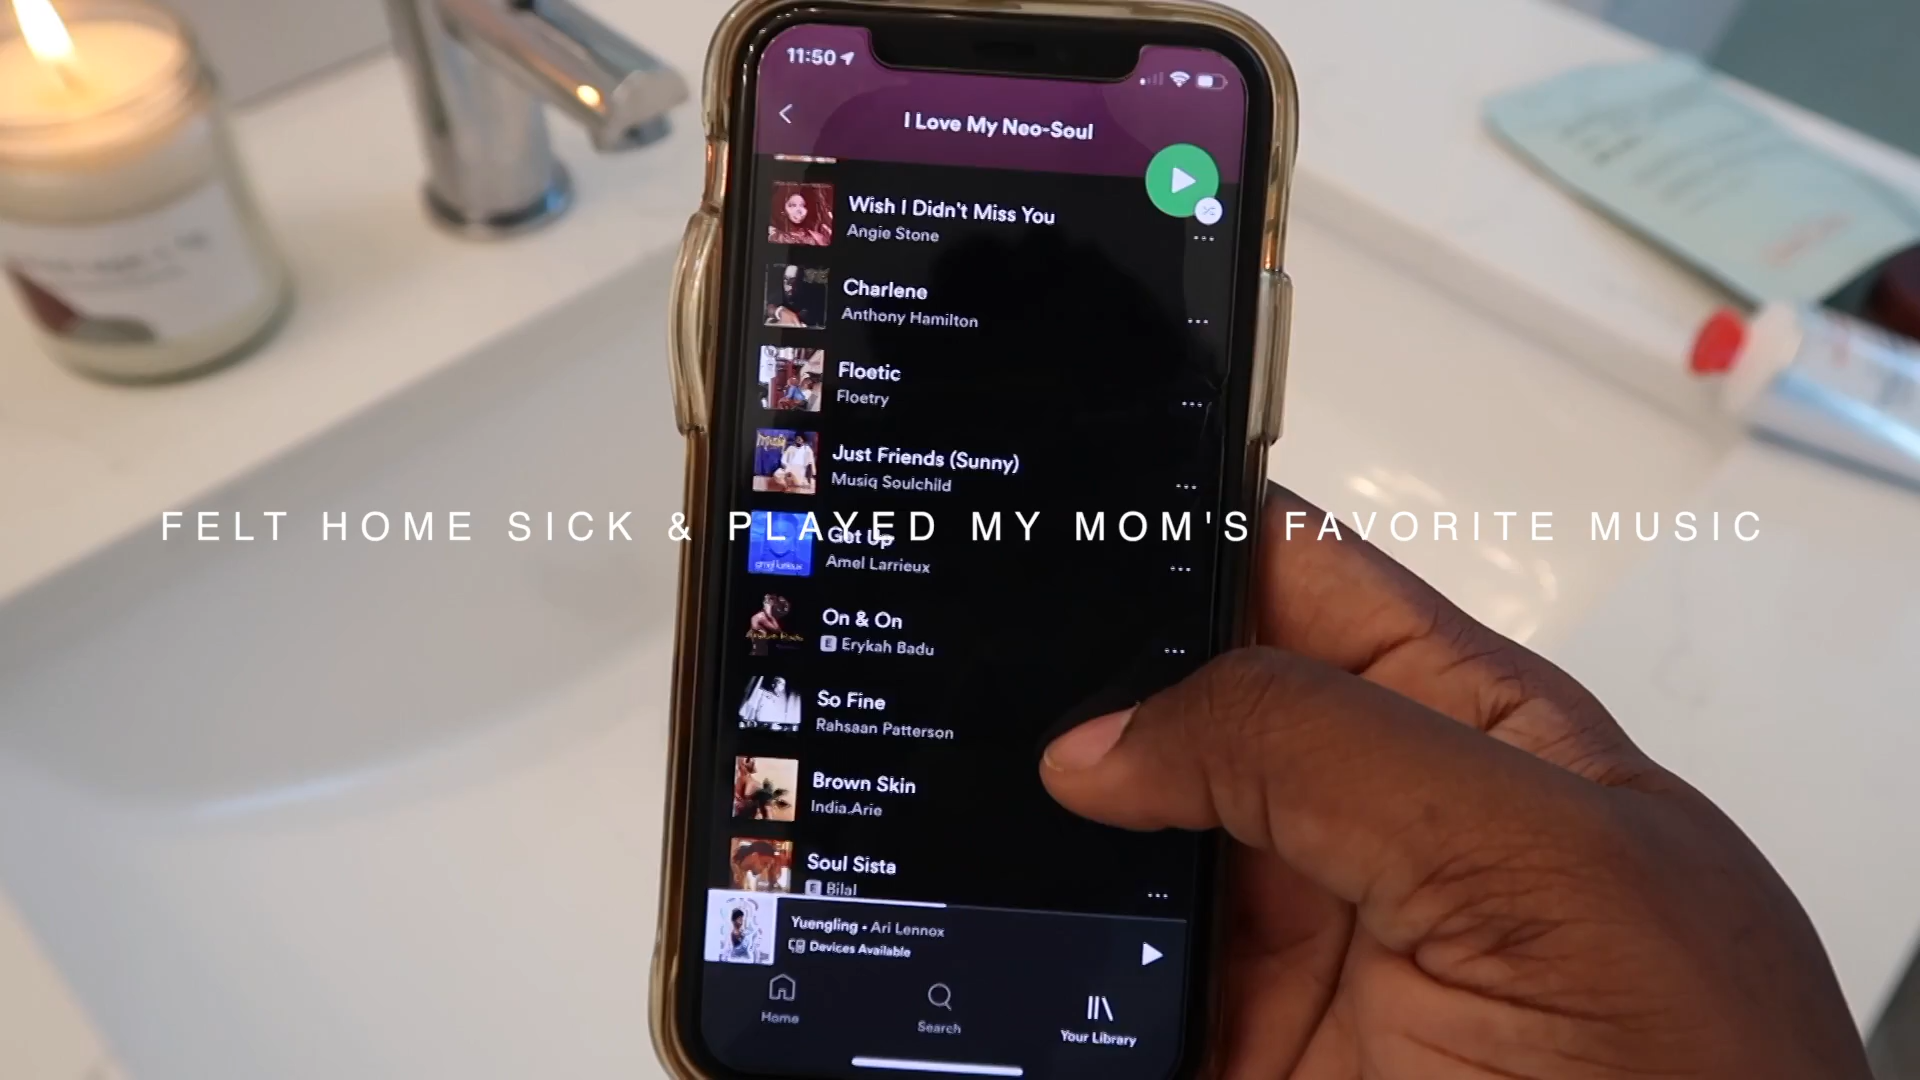 11:50
I Love My Neo-Soul
Wish I Didn't Miss You
Angie Stone
Charlene
Anthony Hamilton
Floetic
Floetry
Just Friends (Sunny)
Musiq Soulchild
FELT HOME SICK & PLAYED MY MOM'S FAVORITE MUSIC
Get Up
Amel Larrieux
On & On
E Erykah Badu
So Fine
Rahsaan Patterson
Brown Skin
India.Arie
Soul Sista
E Bilal
Yuengling • Ari Lennox
Devices Available
Home
Search
Your Library